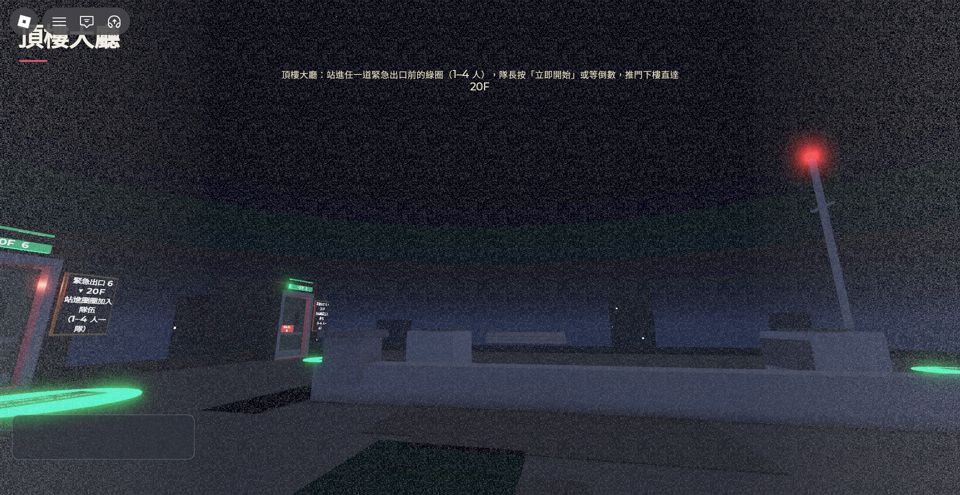 頂樓大廳
頂樓大廳：站進任一道緊急出口前的綠圈（1–4 人），隊長按「立即開始」或等倒數，推門下樓直達
20F
0F 6
緊急出口 6
▼ 20F
站進圈圈加入
隊伍
（1–4 人一
隊）